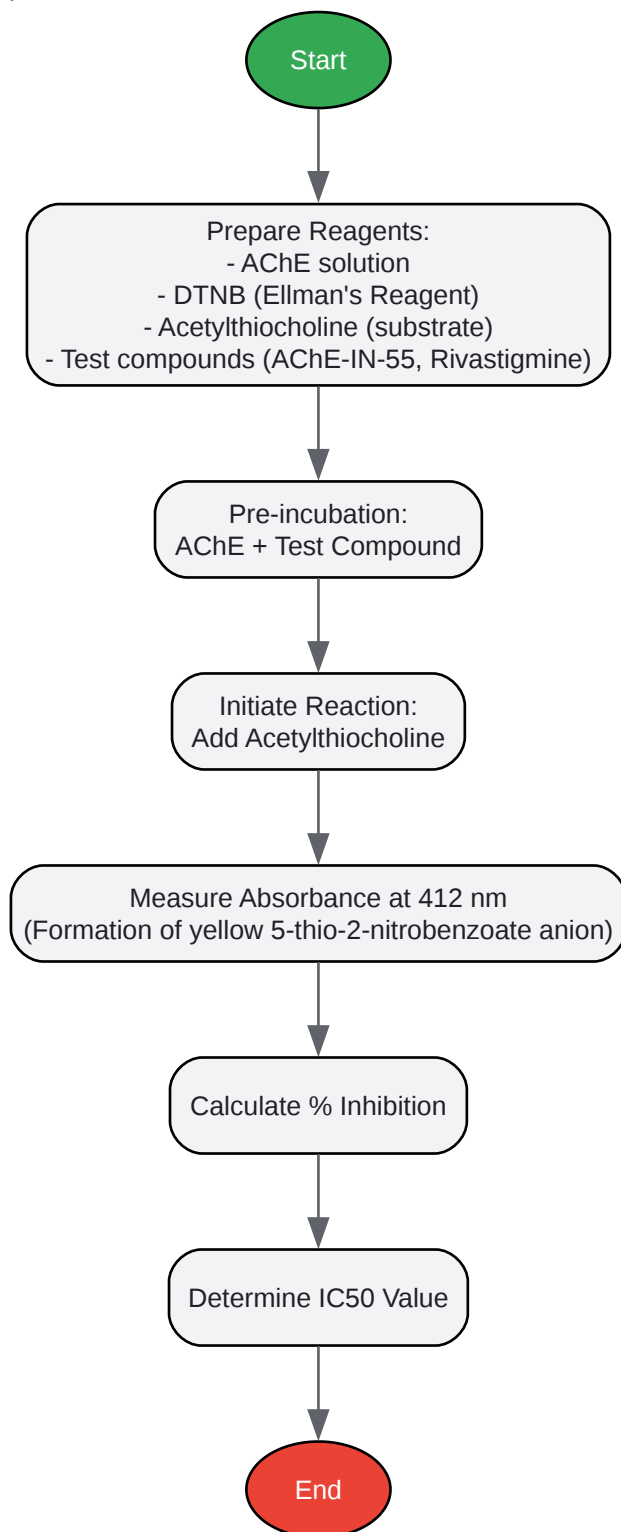 Start
Prepare Reagents:
- AChE solution
- DTNB (Ellman's Reagent)
- Acetylthiocholine (substrate)
- Test compounds (AChE-IN-55, Rivastigmine)
Pre-incubation:
AChE + Test Compound
Initiate Reaction:
Add Acetylthiocholine
Measure Absorbance at 412 nm
(Formation of yellow 5-thio-2-nitrobenzoate anion)
Calculate % Inhibition
Determine IC50 Value
End